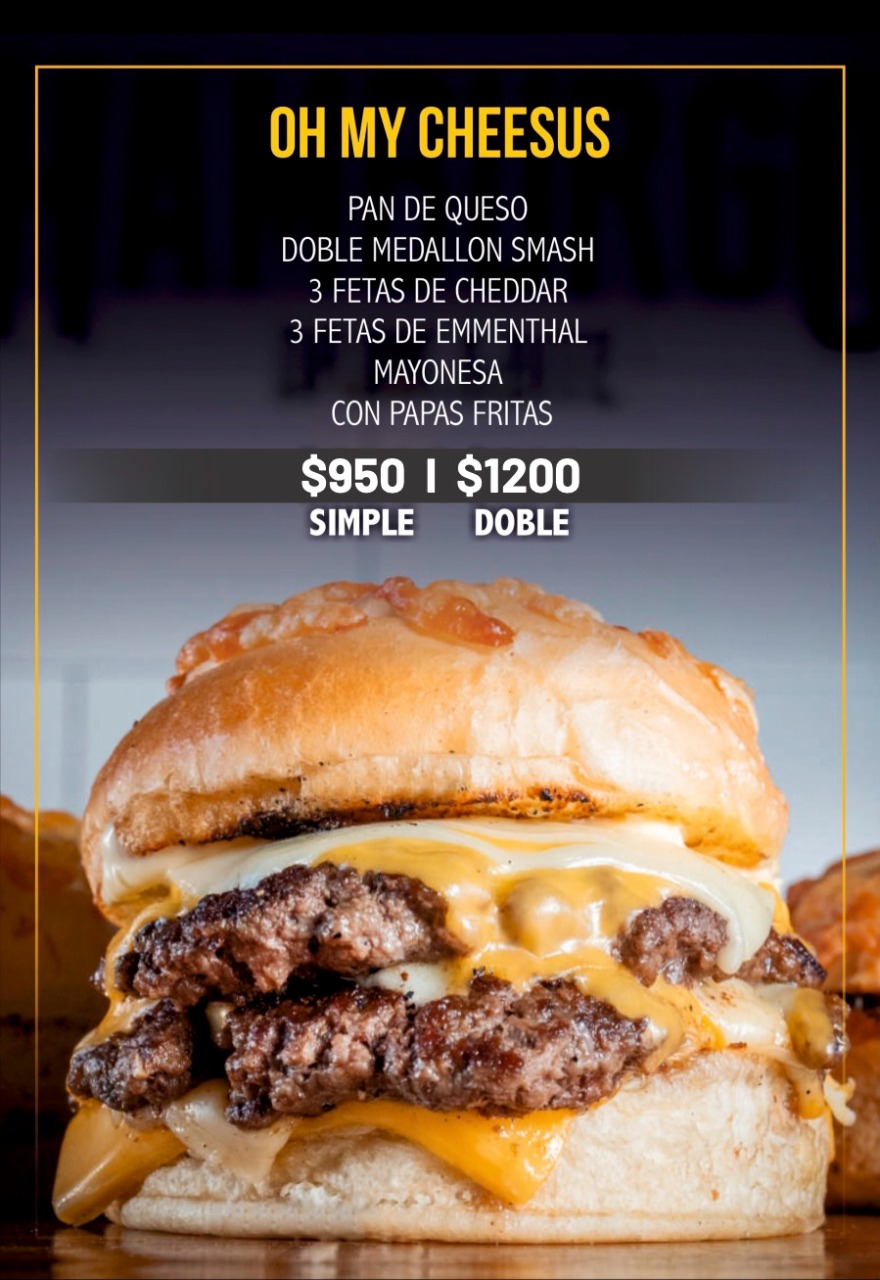 OH MY CHEESUS
PAN DE QUESO
DOBLE MEDALLON SMASH
3 FETAS DE CHEDDAR
3 FETAS DE EMMENTHAL
MAYONESA
CON PAPAS FRITAS
$950 | $1200
SIMPLE DOBLE